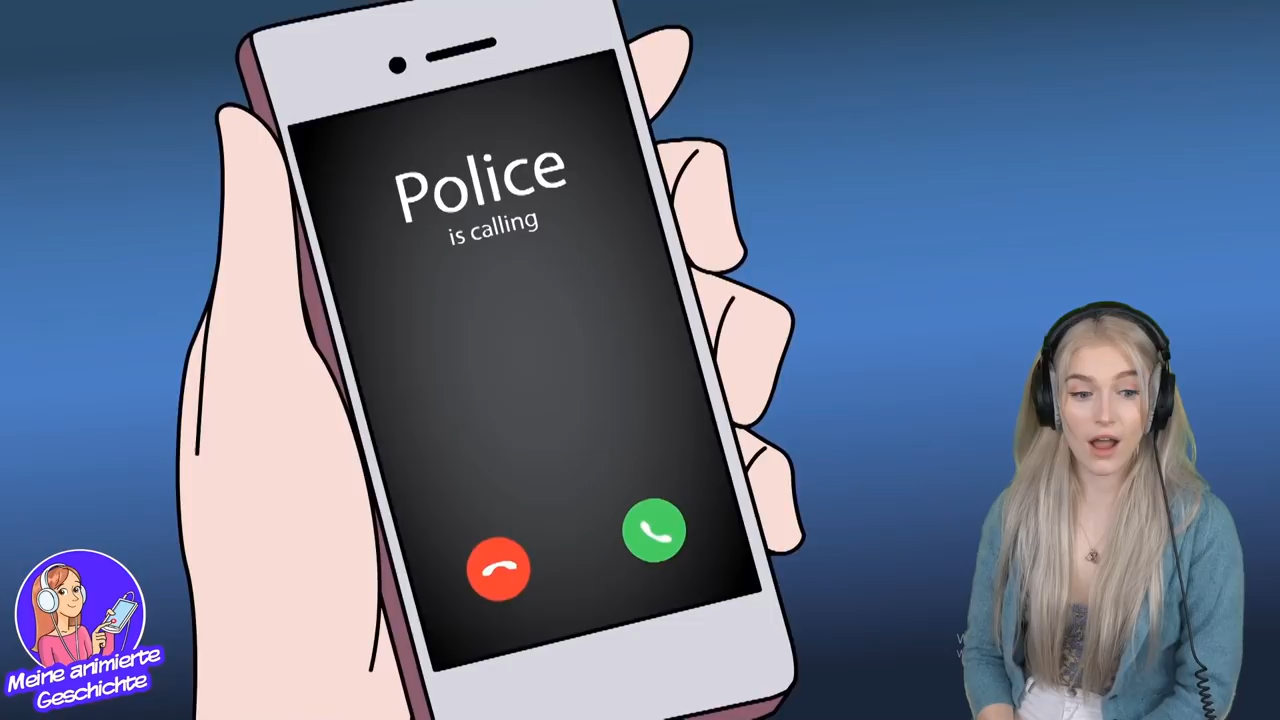 Police
is calling
Meine animierte
Geschichte